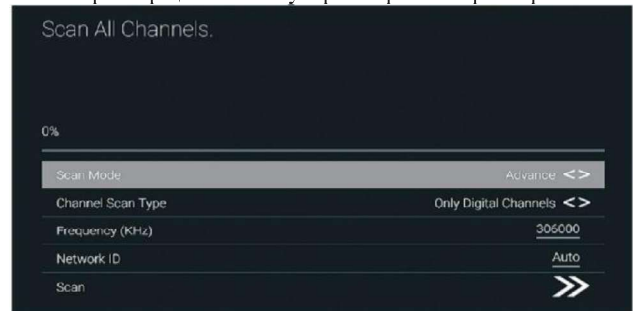 Scan All Channels.
0%
Scan Mode Advance <>
Channel Scan Type Only Digital Channels <>
Frequency (KHz) 306000
Network ID Auto
Scan >>